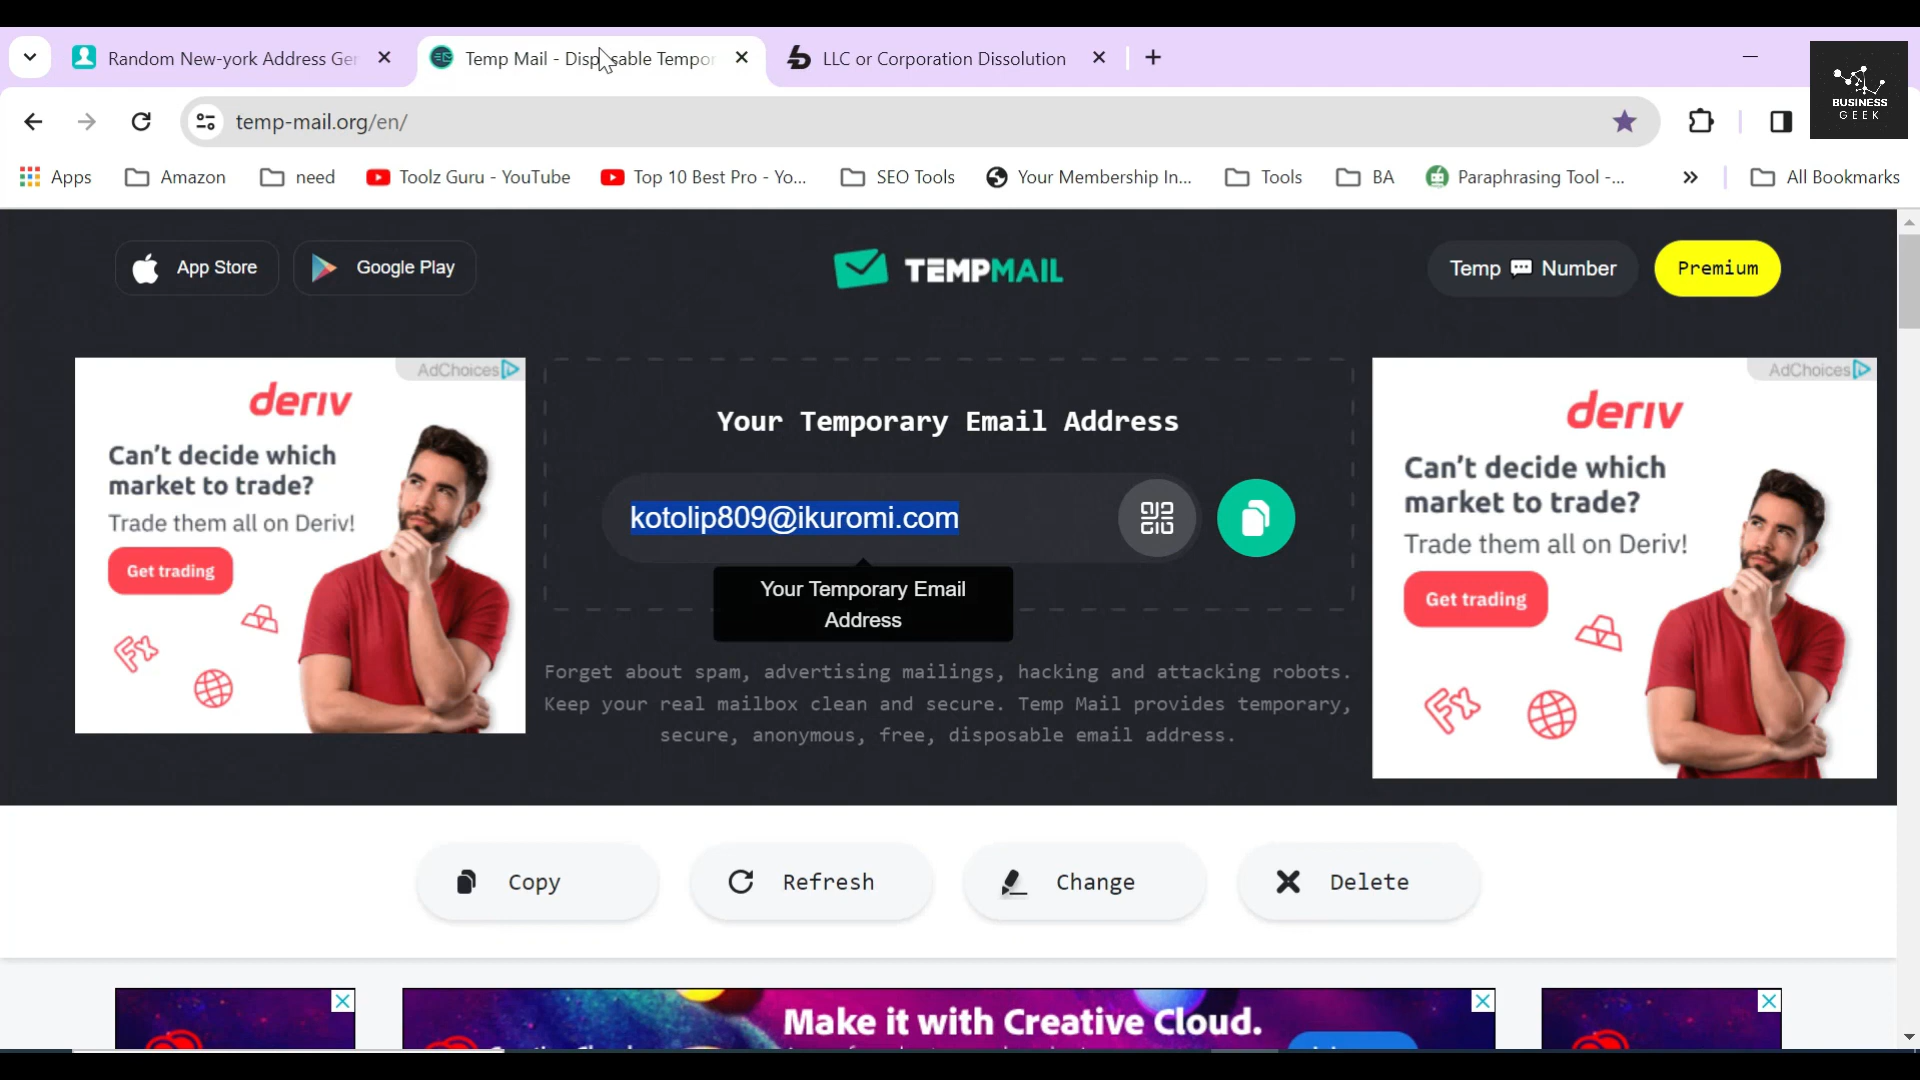 Random New-york Address Ger
Temp Mail - Disposable Tempor
LLC or Corporation Dissolution
BUSINESS
GEEK
temp-mail.org/en/
Apps
Amazon
need
Toolz Guru - YouTube
Top 10 Best Pro - Yo...
SEO Tools
Your Membership In...
Tools
BA
Paraphrasing Tool -...
All Bookmarks
App Store
Google Play
TEMPMAIL
Temp Number
Premium
AdChoices
deriv
Can't decide which
market to trade?
Trade them all on Deriv!
Get trading
Fx
Your Temporary Email Address
kotolip809@ikuromi.com
Your Temporary Email
Address
Forget about spam, advertising mailings, hacking and attacking robots.
Keep your real mailbox clean and secure. Temp Mail provides temporary,
secure, anonymous, free, disposable email address.
AdChoices
deriv
Can't decide which
market to trade?
Trade them all on Deriv!
Get trading
Fx
Copy
Refresh
Change
Delete
Make it with Creative Cloud.